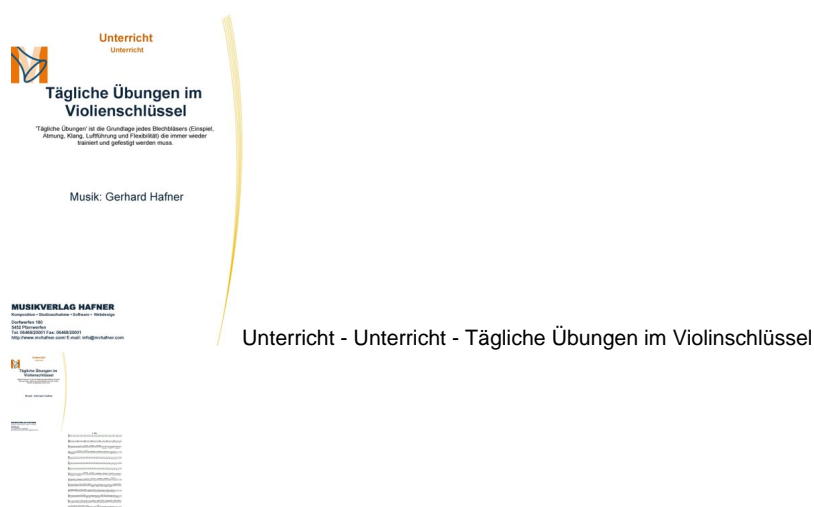 Unterricht
Unterricht
Tägliche Übungen im
Violienschlüssel
'Tägliche Übungen' ist die Grundlage jedes Blechbläsers (Einspiel,
Atmung, Klang, Luftführung und Flexibilität) die immer wieder
trainiert und gefestigt werden muss.
Musik: Gerhard Hafner
MUSIKVERLAG HAFNER
Komposition • Studioaufnahme • Software • Webdesign
Dorfwerfen 180
5452 Pfarrwerfen
Tel: 06468/20001 Fax: 06468/20001
http://www.mvhafner.com/ E-mail: info@mvhafner.com
Unterricht - Unterricht - Tägliche Übungen im Violinschlüssel
Unterricht
Tägliche Übungen im
Violienschlüssel
Musik: Gerhard Hafner
MUSIKVERLAG HAFNER